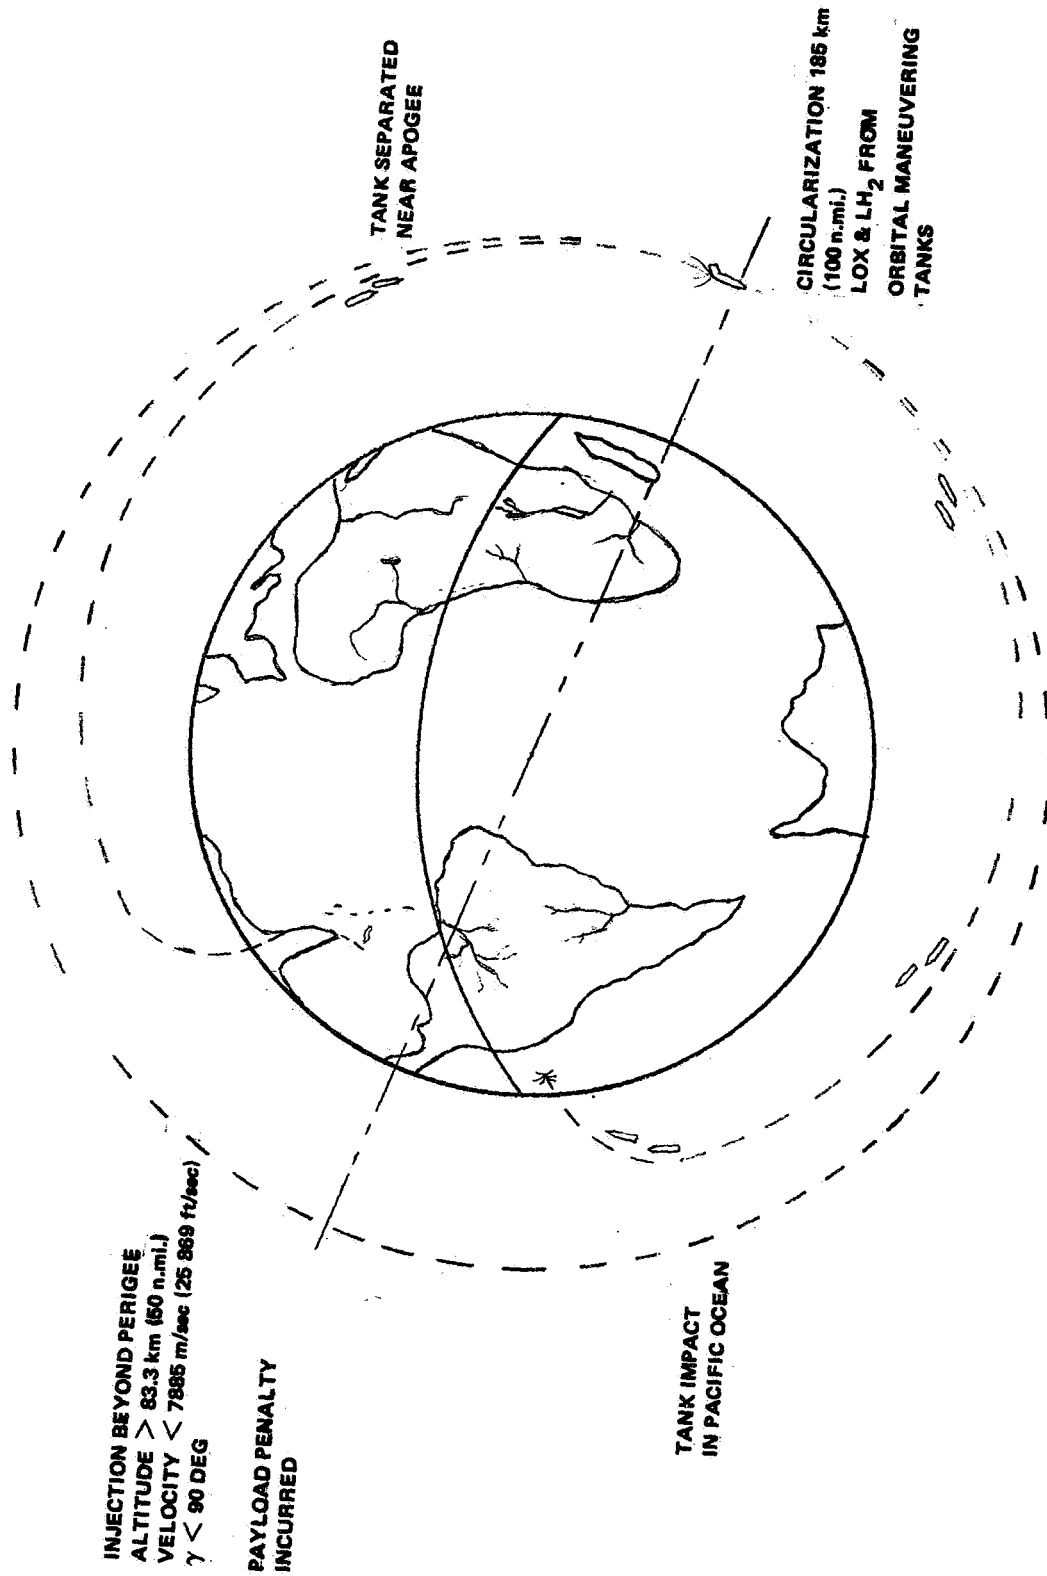 INJECTION BEYOND PERIGEE
ALTITUDE > 83.3 km (50 n.mi.)
VELOCITY < 7885 m/sec (25 869 ft/sec)
γ < 90 DEG
PAYLOAD PENALTY
INCURRED
TANK SEPARATED
NEAR APOGEE
TANK IMPACT
IN PACIFIC OCEAN
CIRCULARIZATION 185 km
(100 n.mi.)
LOX & LH2 FROM
ORBITAL MANEUVERING
TANKS